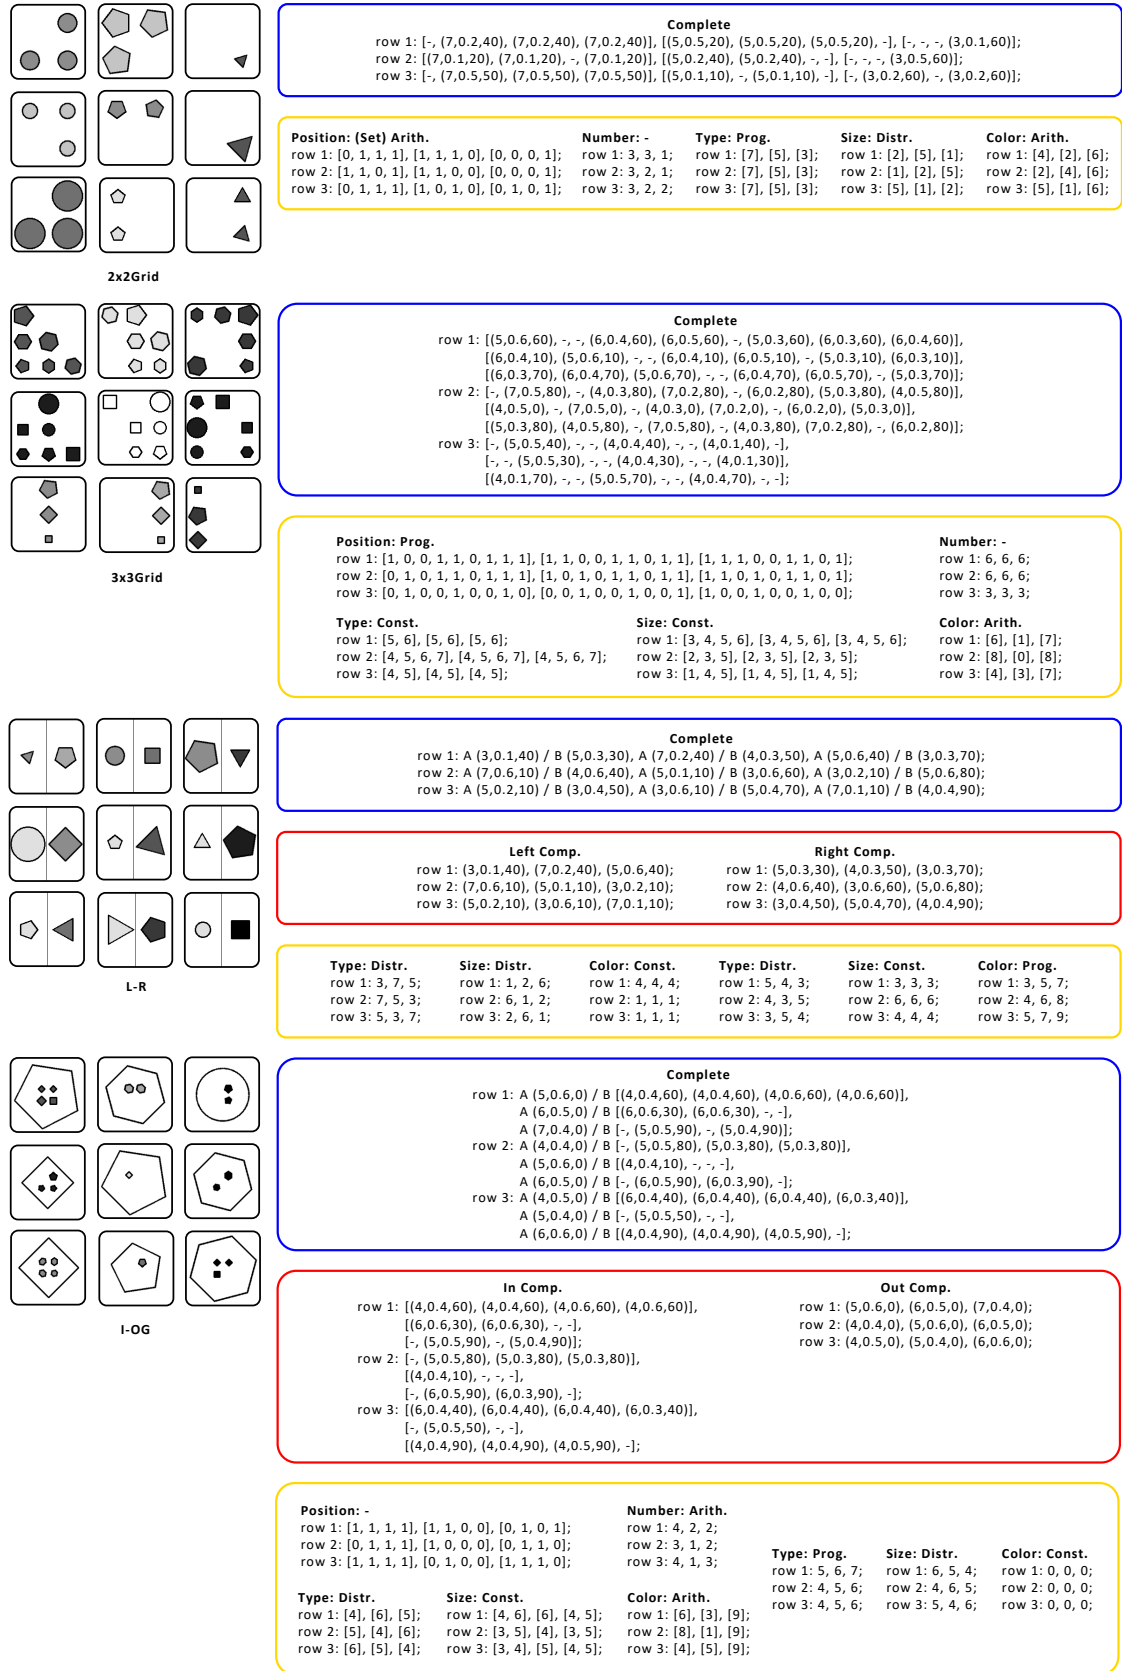 Complete
row 1: [-, (7,0.2,40), (7,0.2,40), (7,0.2,40)], [(5,0.5,20), (5,0.5,20), (5,0.5,20), -], [-, -, -, (3,0.1,60)];
row 2: [(7,0.1,20), (7,0.1,20), -, (7,0.1,20)], [(5,0.2,40), (5,0.2,40), -, -], [-, -, -, (3,0.5,60)];
row 3: [-, (7,0.5,50), (7,0.5,50), (7,0.5,50)], [(5,0.1,10), -, (5,0.1,10), -], [-, (3,0.2,60), -, (3,0.2,60)];
Position: (Set) Arith. Number: - Type: Prog. Size: Distr. Color: Arith.
row 1: [0, 1, 1, 1], [1, 1, 1, 0], [0, 0, 0, 1]; row 1: 3, 3, 1; row 1: [7], [5], [3]; row 1: [2], [5], [1]; row 1: [4], [2], [6];
row 2: [1, 1, 0, 1], [1, 1, 0, 0], [0, 0, 0, 1]; row 2: 3, 2, 1; row 2: [7], [5], [3]; row 2: [1], [2], [5]; row 2: [2], [4], [6];
row 3: [0, 1, 1, 1], [1, 0, 1, 0], [0, 1, 0, 1]; row 3: 3, 2, 2; row 3: [7], [5], [3]; row 3: [5], [1], [2]; row 3: [5], [1], [6];
2x2Grid
Complete
row 1: [(5,0.6,60), -, -, (6,0.4,60), (6,0.5,60), -, (5,0.3,60), (6,0.3,60), (6,0.4,60)],
[(6,0.4,10), (5,0.6,10), -, -, (6,0.4,10), (6,0.5,10), -, (5,0.3,10), (6,0.3,10)],
[(6,0.3,70), (6,0.4,70), (5,0.6,70), -, -, (6,0.4,70), (6,0.5,70), -, (5,0.3,70)];
row 2: [-, (7,0.5,80), -, (4,0.3,80), (7,0.2,80), -, (6,0.2,80), (5,0.3,80), (4,0.5,80)],
[(4,0.5,0), -, (7,0.5,0), -, (4,0.3,0), (7,0.2,0), -, (6,0.2,0), (5,0.3,0)],
[(5,0.3,80), (4,0.5,80), -, (7,0.5,80), -, (4,0.3,80), (7,0.2,80), -, (6,0.2,80)];
row 3: [-, (5,0.5,40), -, -, (4,0.4,40), -, -, (4,0.1,40), -],
[-, -, (5,0.5,30), -, -, (4,0.4,30), -, -, (4,0.1,30)],
[(4,0.1,70), -, -, (5,0.5,70), -, -, (4,0.4,70), -, -];
Position: Prog. Number: -
row 1: [1, 0, 0, 1, 1, 0, 1, 1, 1], [1, 1, 0, 0, 1, 1, 0, 1, 1], [1, 1, 1, 0, 0, 1, 1, 0, 1]; row 1: 6, 6, 6;
row 2: [0, 1, 0, 1, 1, 0, 1, 1, 1], [1, 0, 1, 0, 1, 1, 0, 1, 1], [1, 1, 0, 1, 0, 1, 1, 0, 1]; row 2: 6, 6, 6;
row 3: [0, 1, 0, 0, 1, 0, 0, 1, 0], [0, 0, 1, 0, 0, 1, 0, 0, 1], [1, 0, 0, 1, 0, 0, 1, 0, 0]; row 3: 3, 3, 3;
3x3Grid
Type: Const. Size: Const. Color: Arith.
row 1: [5, 6], [5, 6], [5, 6]; row 1: [3, 4, 5, 6], [3, 4, 5, 6], [3, 4, 5, 6]; row 1: [6], [1], [7];
row 2: [4, 5, 6, 7], [4, 5, 6, 7], [4, 5, 6, 7]; row 2: [2, 3, 5], [2, 3, 5], [2, 3, 5]; row 2: [8], [0], [8];
row 3: [4, 5], [4, 5], [4, 5]; row 3: [1, 4, 5], [1, 4, 5], [1, 4, 5]; row 3: [4], [3], [7];
Complete
row 1: A (3,0.1,40) / B (5,0.3,30), A (7,0.2,40) / B (4,0.3,50), A (5,0.6,40) / B (3,0.3,70);
row 2: A (7,0.6,10) / B (4,0.6,40), A (5,0.1,10) / B (3,0.6,60), A (3,0.2,10) / B (5,0.6,80);
row 3: A (5,0.2,10) / B (3,0.4,50), A (3,0.6,10) / B (5,0.4,70), A (7,0.1,10) / B (4,0.4,90);
Left Comp. Right Comp.
row 1: (3,0.1,40), (7,0.2,40), (5,0.6,40); row 1: (5,0.3,30), (4,0.3,50), (3,0.3,70);
row 2: (7,0.6,10), (5,0.1,10), (3,0.2,10); row 2: (4,0.6,40), (3,0.6,60), (5,0.6,80);
row 3: (5,0.2,10), (3,0.6,10), (7,0.1,10); row 3: (3,0.4,50), (5,0.4,70), (4,0.4,90);
Type: Distr. Size: Distr. Color: Const. Type: Distr. Size: Const. Color: Prog.
row 1: 3, 7, 5; row 1: 1, 2, 6; row 1: 4, 4, 4; row 1: 5, 4, 3; row 1: 3, 3, 3; row 1: 3, 5, 7;
row 2: 7, 5, 3; row 2: 6, 1, 2; row 2: 1, 1, 1; row 2: 4, 3, 5; row 2: 6, 6, 6; row 2: 4, 6, 8;
row 3: 5, 3, 7; row 3: 2, 6, 1; row 3: 1, 1, 1; row 3: 3, 5, 4; row 3: 4, 4, 4; row 3: 5, 7, 9;
L-R
Complete
row 1: A (5,0.6,0) / B [(4,0.4,60), (4,0.4,60), (4,0.6,60), (4,0.6,60)],
A (6,0.5,0) / B [(6,0.6,30), (6,0.6,30), -, -],
A (7,0.4,0) / B [-, (5,0.5,90), -, (5,0.4,90)];
row 2: A (4,0.4,0) / B [-, (5,0.5,80), (5,0.3,80), (5,0.3,80)],
A (5,0.6,0) / B [(4,0.4,10), -, -, -],
A (6,0.5,0) / B [-, (6,0.5,90), (6,0.3,90), -];
row 3: A (4,0.5,0) / B [(6,0.4,40), (6,0.4,40), (6,0.4,40), (6,0.3,40)],
A (5,0.4,0) / B [-, (5,0.5,50), -, -],
A (6,0.6,0) / B [(4,0.4,90), (4,0.4,90), (4,0.5,90), -];
In Comp. Out Comp.
row 1: [(4,0.4,60), (4,0.4,60), (4,0.6,60), (4,0.6,60)], row 1: (5,0.6,0), (6,0.5,0), (7,0.4,0);
[(6,0.6,30), (6,0.6,30), -, -], row 2: (4,0.4,0), (5,0.6,0), (6,0.5,0);
[-, (5,0.5,90), -, (5,0.4,90)]; row 3: (4,0.5,0), (5,0.4,0), (6,0.6,0);
I-OG
row 2: [-, (5,0.5,80), (5,0.3,80), (5,0.3,80)],
[(4,0.4,10), -, -, -],
[-, (6,0.5,90), (6,0.3,90), -];
row 3: [(6,0.4,40), (6,0.4,40), (6,0.4,40), (6,0.3,40)],
[-, (5,0.5,50), -, -],
[(4,0.4,90), (4,0.4,90), (4,0.5,90), -];
Position: - Number: Arith.
row 1: [1, 1, 1, 1], [1, 1, 0, 0], [0, 1, 0, 1]; row 1: 4, 2, 2;
row 2: [0, 1, 1, 1], [1, 0, 0, 0], [0, 1, 1, 0]; row 2: 3, 1, 2;
row 3: [1, 1, 1, 1], [0, 1, 0, 0], [1, 1, 1, 0]; row 3: 4, 1, 3;
Type: Prog. Size: Distr. Color: Const.
row 1: 5, 6, 7; row 1: 6, 5, 4; row 1: 0, 0, 0;
row 2: 4, 5, 6; row 2: 4, 6, 5; row 2: 0, 0, 0;
row 3: 4, 5, 6; row 3: 5, 4, 6; row 3: 0, 0, 0;
Type: Distr. Size: Const. Color: Arith.
row 1: [4], [6], [5]; row 1: [4, 6], [6], [4, 5]; row 1: [6], [3], [9];
row 2: [5], [4], [6]; row 2: [3, 5], [4], [3, 5]; row 2: [8], [1], [9];
row 3: [6], [5], [4]; row 3: [3, 4], [5], [4, 5]; row 3: [4], [5], [9];